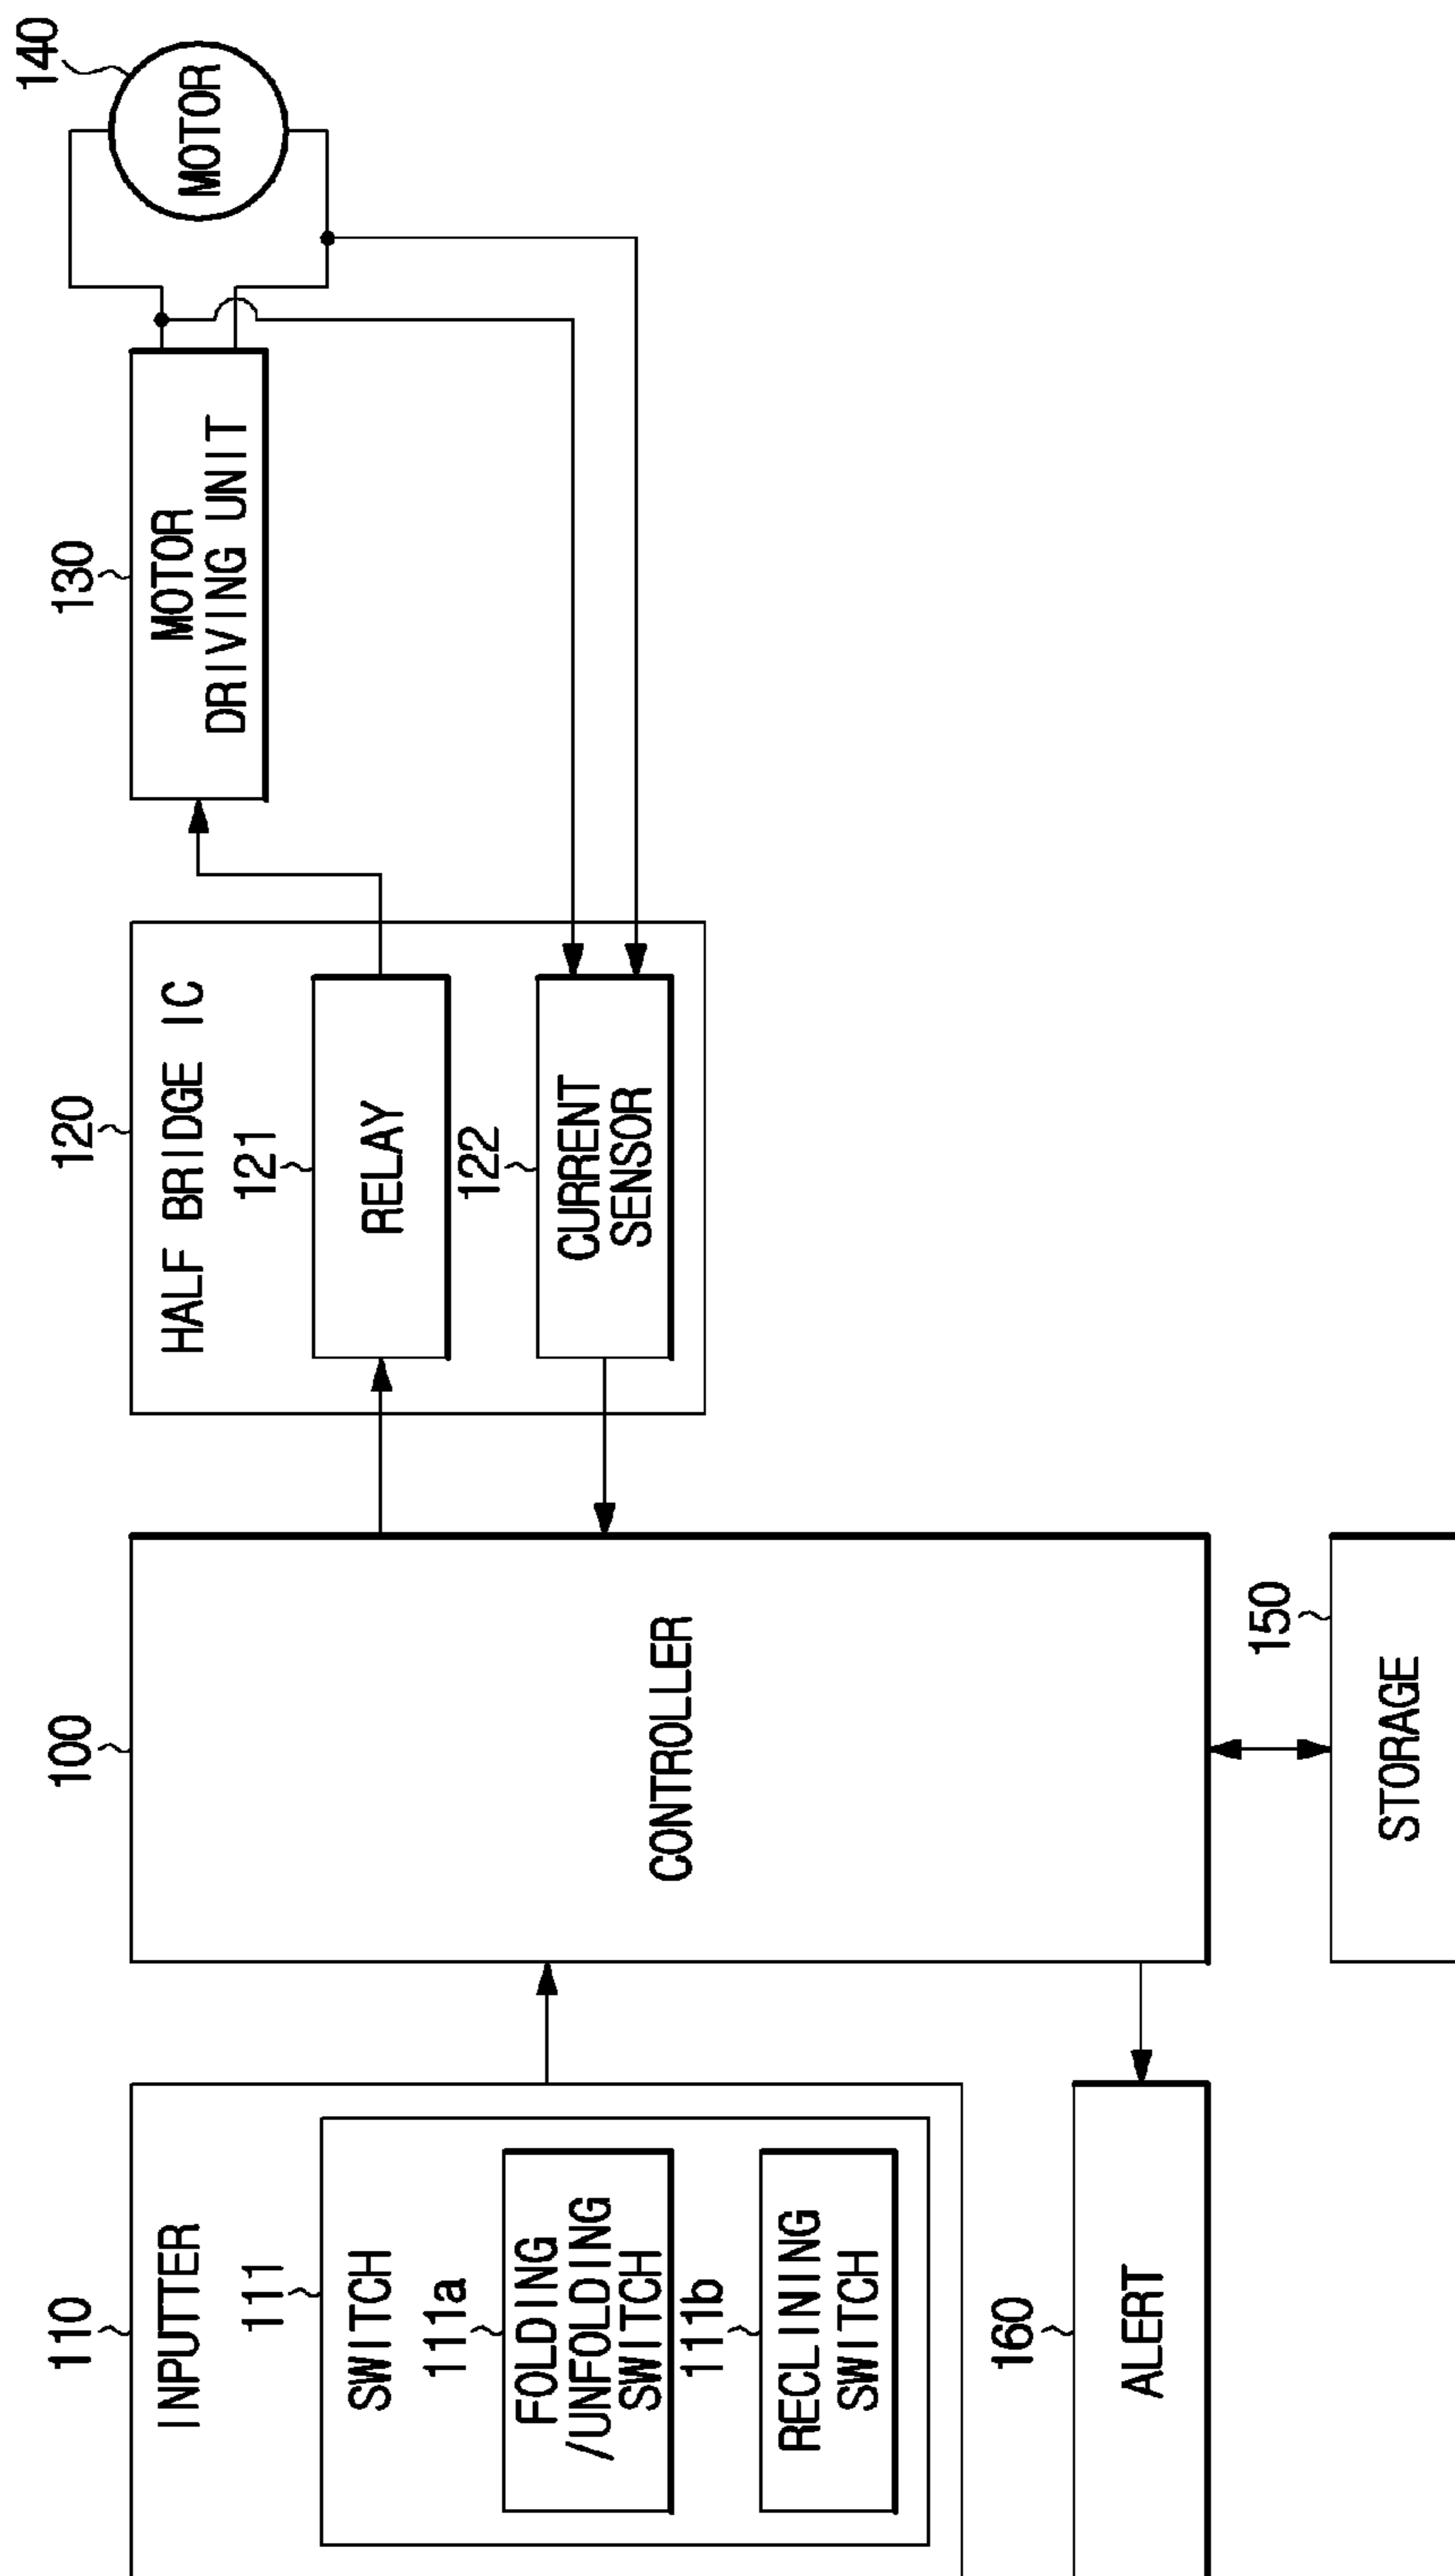 110
INPUTTER
111
SWITCH
111a
FOLDING
/UNFOLDING
SWITCH
111b
RECLINING
SWITCH
160
ALERT
100
CONTROLLER
150
STORAGE
120
HALF BRIDGE IC
121
RELAY
122
CURRENT
SENSOR
130
MOTOR
DRIVING UNIT
140
MOTOR